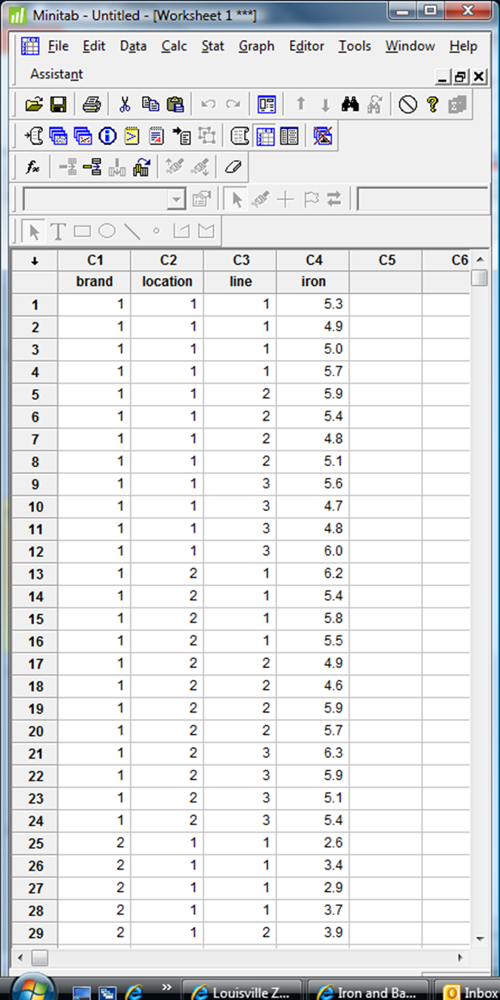 Minitab - Untitled - [Worksheet 1 ***]
File Edit Data Calc Stat Graph Editor Tools Window Help
Assistant
fx
T
C1 C2 C3 C4 C5 C6
brand location line iron
1 1 1 1 5.3
2 1 1 1 4.9
3 1 1 1 5.0
4 1 1 1 5.7
5 1 1 2 5.9
6 1 1 2 5.4
7 1 1 2 4.8
8 1 1 2 5.1
9 1 1 3 5.6
10 1 1 3 4.7
11 1 1 3 4.8
12 1 1 3 6.0
13 1 2 1 6.2
14 1 2 1 5.4
15 1 2 1 5.8
16 1 2 1 5.5
17 1 2 2 4.9
18 1 2 2 4.6
19 1 2 2 5.9
20 1 2 2 5.7
21 1 2 3 6.3
22 1 2 3 5.9
23 1 2 3 5.1
24 1 2 3 5.4
25 2 1 1 2.6
26 2 1 1 3.4
27 2 1 1 2.9
28 2 1 1 3.7
29 2 1 2 3.9
» Louisville Z... Iron and Ba... Inbox